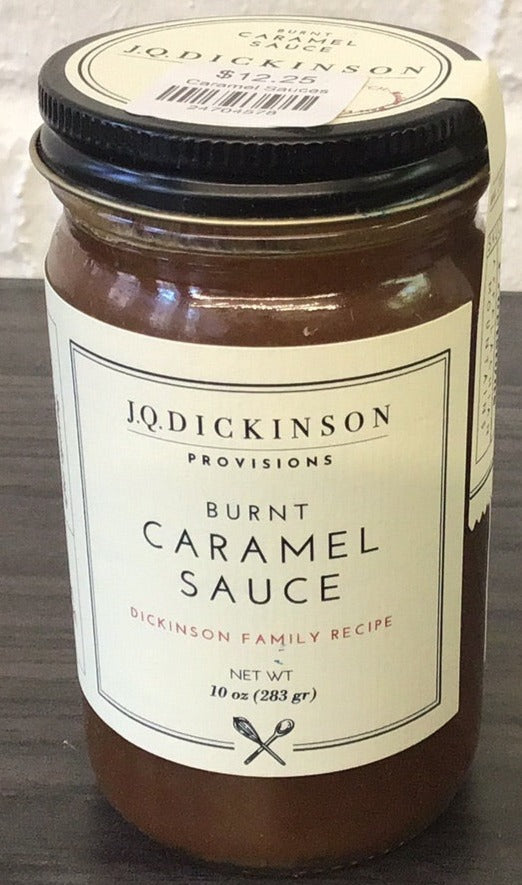 BURNT
CARAMEL
SAUCE
J.Q.DICKINSON
$12.25
Caramel Sauces
24704578
J.Q.DICKINSON
PROVISIONS
BURNT
CARAMEL
SAUCE
DICKINSON FAMILY RECIPE
NET WT
10 oz (283 gr)